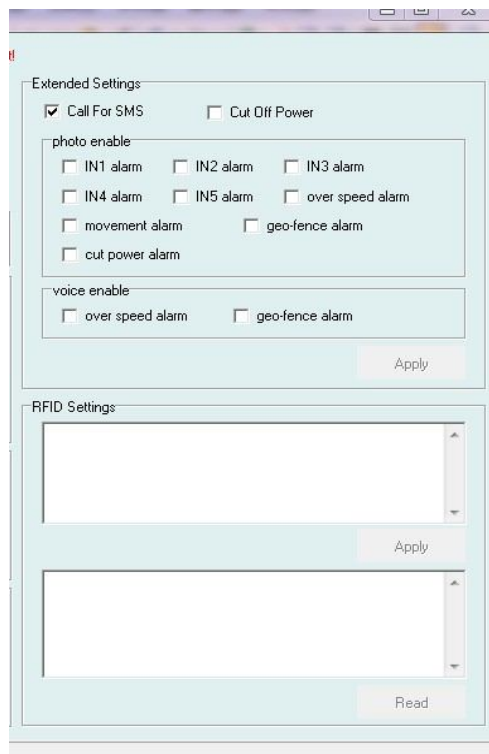 Extended Settings
Call For SMS Cut Off Power
photo enable
IN1 alarm IN2 alarm IN3 alarm
IN4 alarm IN5 alarm over speed alarm
movement alarm geo-fence alarm
cut power alarm
voice enable
over speed alarm geo-fence alarm
Apply
RFID Settings
Apply
Read